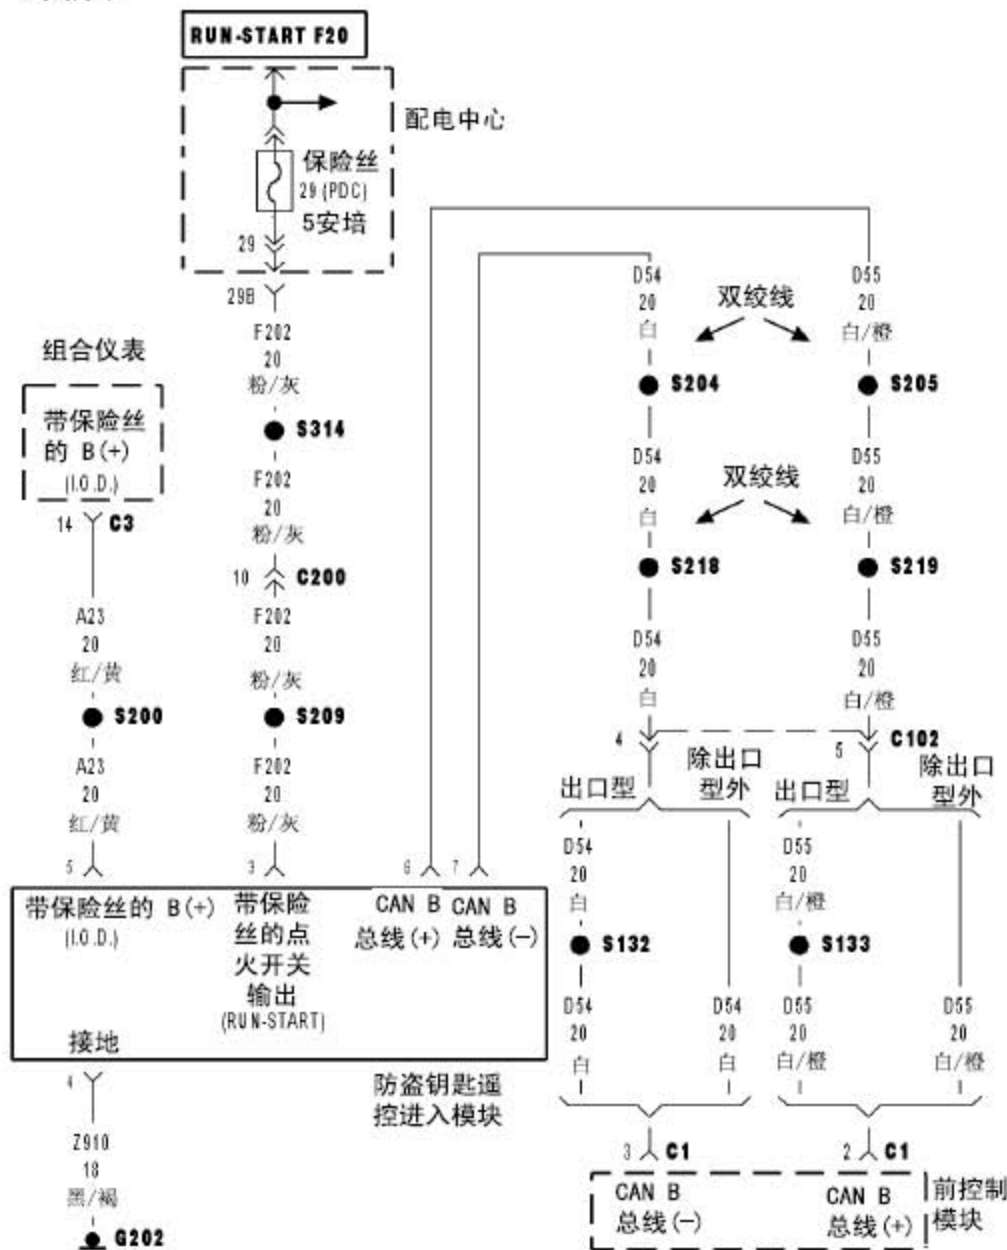 RUN-START F20
配电中心
保险丝
29 (PDC)
5安培
29
29B
F202
20
粉/灰
S314
F202
20
粉/灰
10
C200
F202
20
粉/灰
S209
F202
20
粉/灰
3
组合仪表
带保险丝
的 B(+)
(I.O.D.)
14
C3
A23
20
红/黄
S200
A23
20
红/黄
5
D54
20
白
双绞线
D55
20
白/橙
S204
S205
D54
20
白
双绞线
D55
20
白/橙
S218
S219
D54
20
白
D55
20
白/橙
4
5
C102
出口型
除出口
型外
出口型
除出口
型外
D54
20
白
D55
20
白/橙
S132
S133
D54
20
白
D54
20
白
D55
20
白/橙
D55
20
白/橙
3
C1
2
C1
CAN B
总线(-)
CAN B
总线(+)
前控制
模块
6
7
带保险丝的 B(+)
(I.O.D.)
带保险
丝的点
火开关
输出
(RUN-START)
CAN B
总线(+)
CAN B
总线(-)
接地
防盗钥匙遥
控进入模块
4
Z910
18
黑/褐
G202